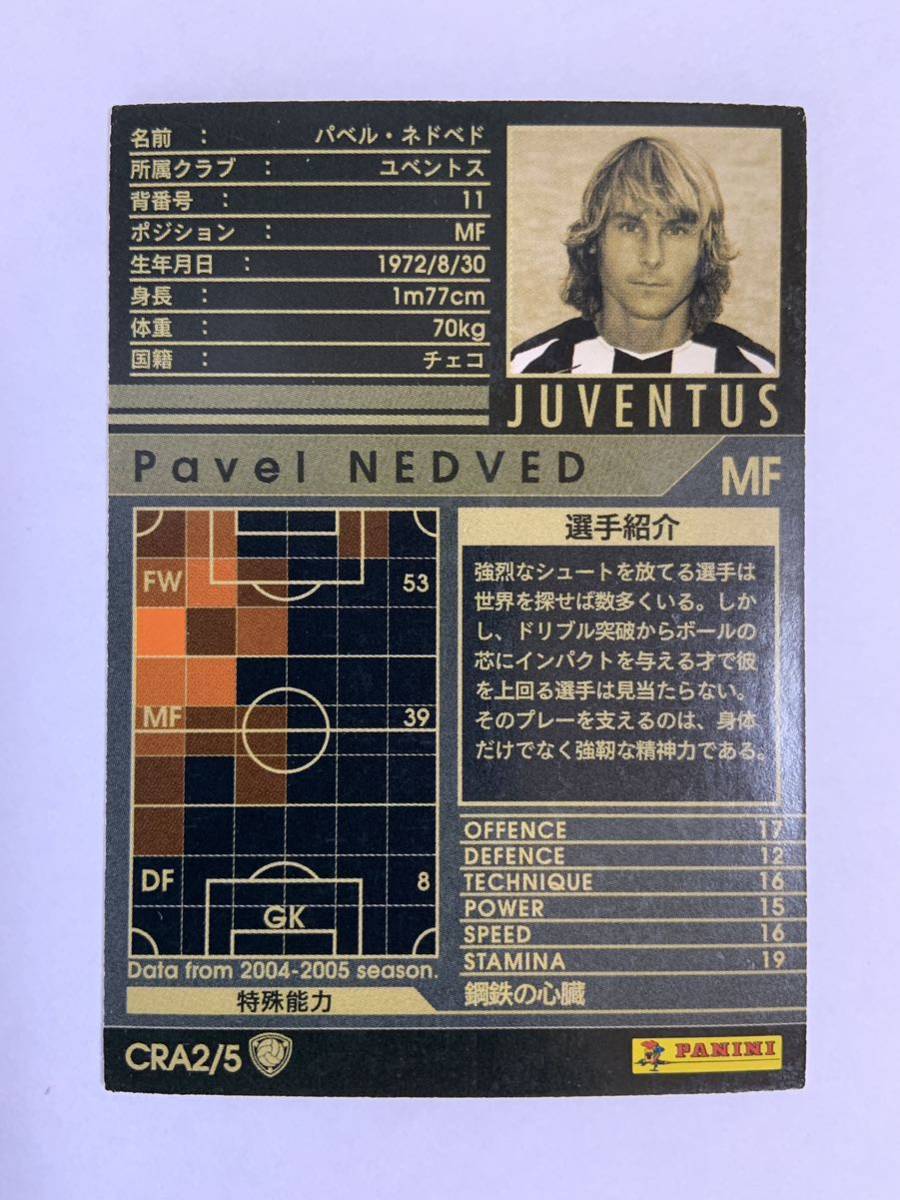 名前 : パベル・ネドベド
所属クラブ : ユベントス
背番号 : 11
ポジション : MF
生年月日 : 1972/8/30
身長 : 1m77cm
体重 : 70kg
国籍 : チェコ
JUVENTUS
Pavel NEDVED
MF
FW 53
MF 39
DF 8
GK
Data from 2004-2005 season.
選手紹介
強烈なシュートを放てる選手は
世界を探せば数多くいる。しか
し、ドリブル突破からボールの
芯にインパクトを与える才で彼
を上回る選手は見当たらない。
そのプレーを支えるのは、身体
だけでなく強靭な精神力である。
OFFENCE 17
DEFENCE 12
TECHNIQUE 16
POWER 15
SPEED 16
STAMINA 19
特殊能力 鋼鉄の心臓
CRA2/5
PANINI